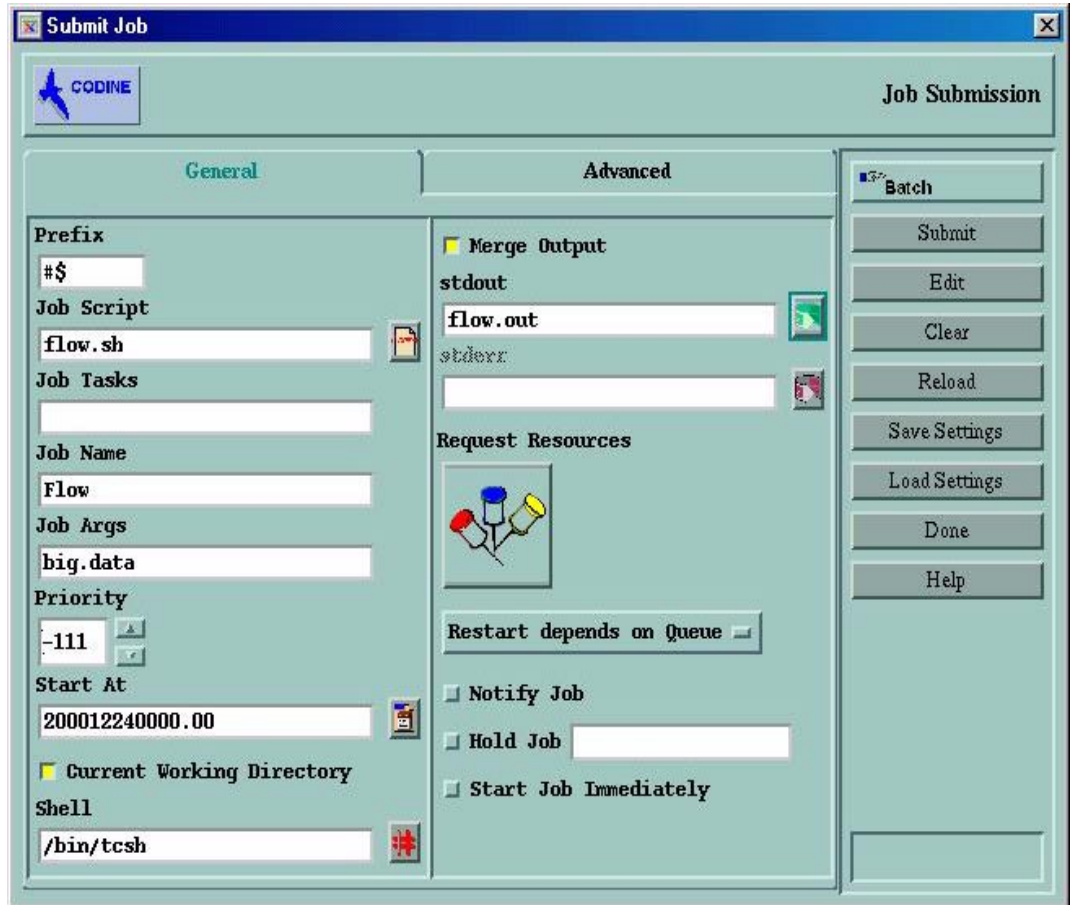 Submit Job
CODINE
Job Submission
General
Advanced
Prefix
#$
Job Script
flow.sh
Job Tasks
Job Name
Flow
Job Args
big.data
Priority
-111
Start At
200012240000.00
Current Working Directory
Shell
/bin/tcsh
#
Merge Output
stdout
flow.out
stderr
Request Resources
Restart depends on Queue
Notify Job
Hold Job
Start Job Immediately
Batch
Submit
Edit
Clear
Reload
Save Settings
Load Settings
Done
Help